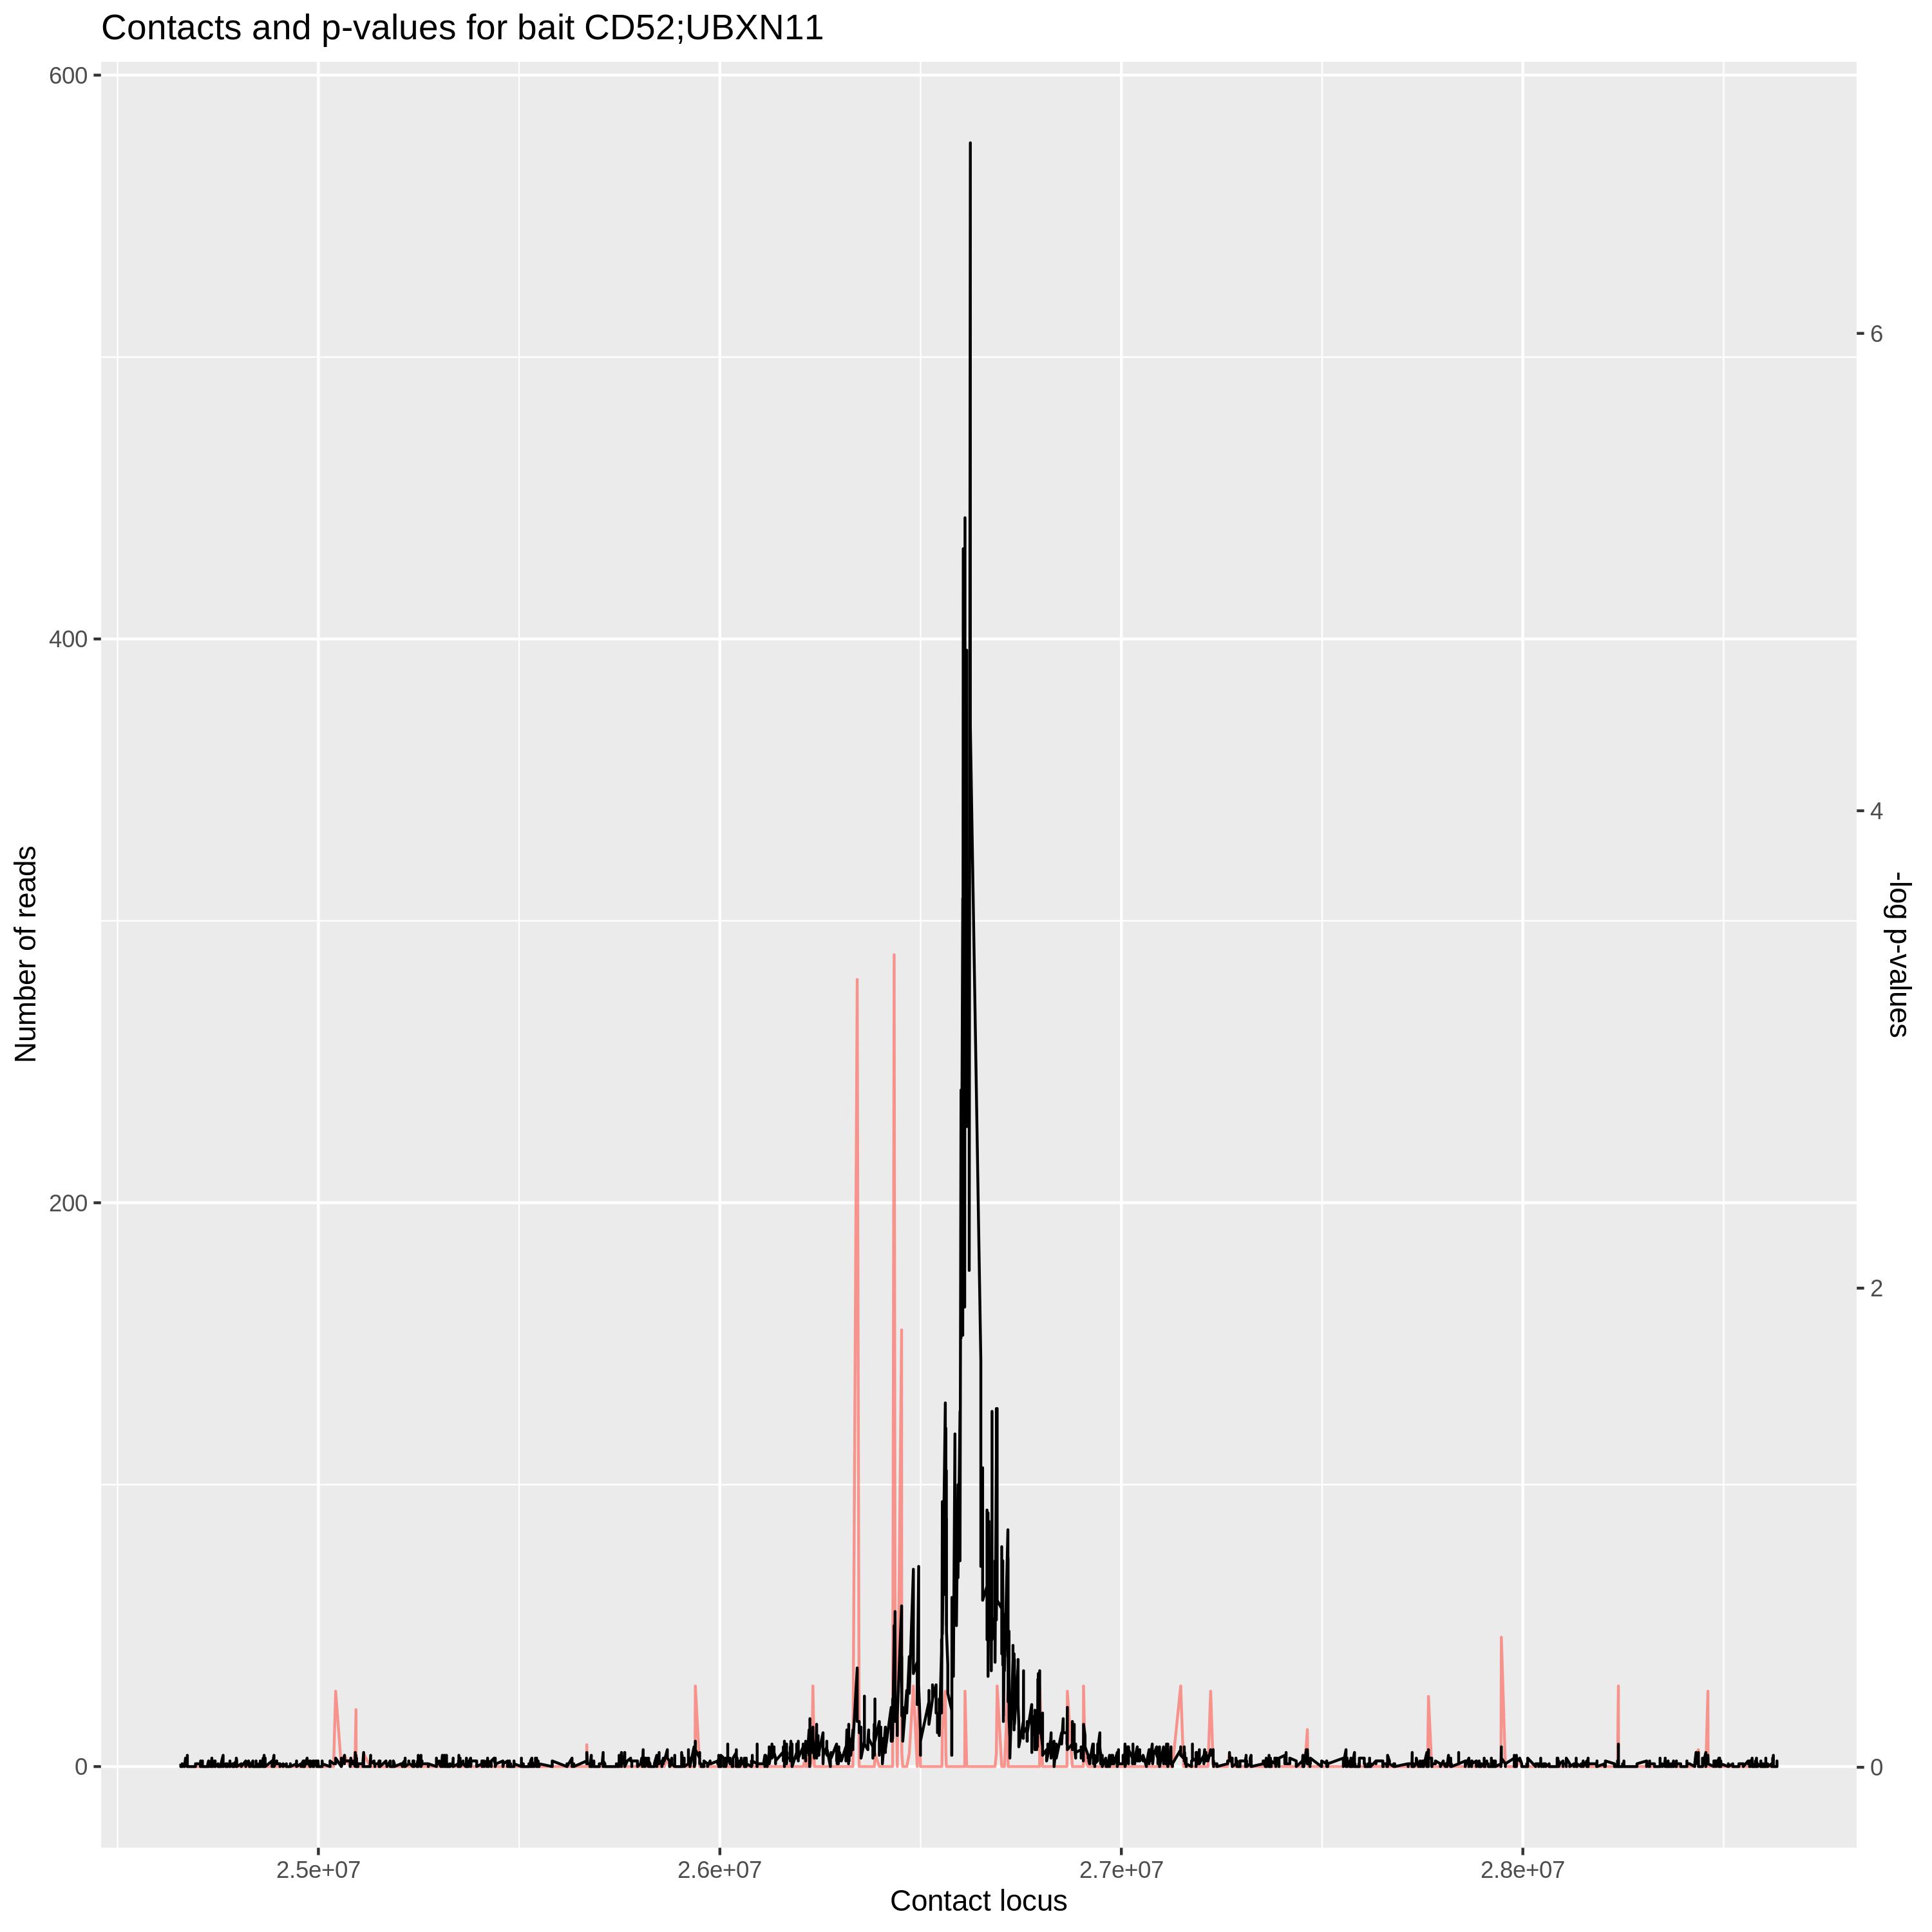 Contacts and p-values for bait CD52;UBXN11
600
400
200
0
Number of reads
6
4
2
0
-log p-values
2.5e+07
2.6e+07
2.7e+07
2.8e+07
Contact locus